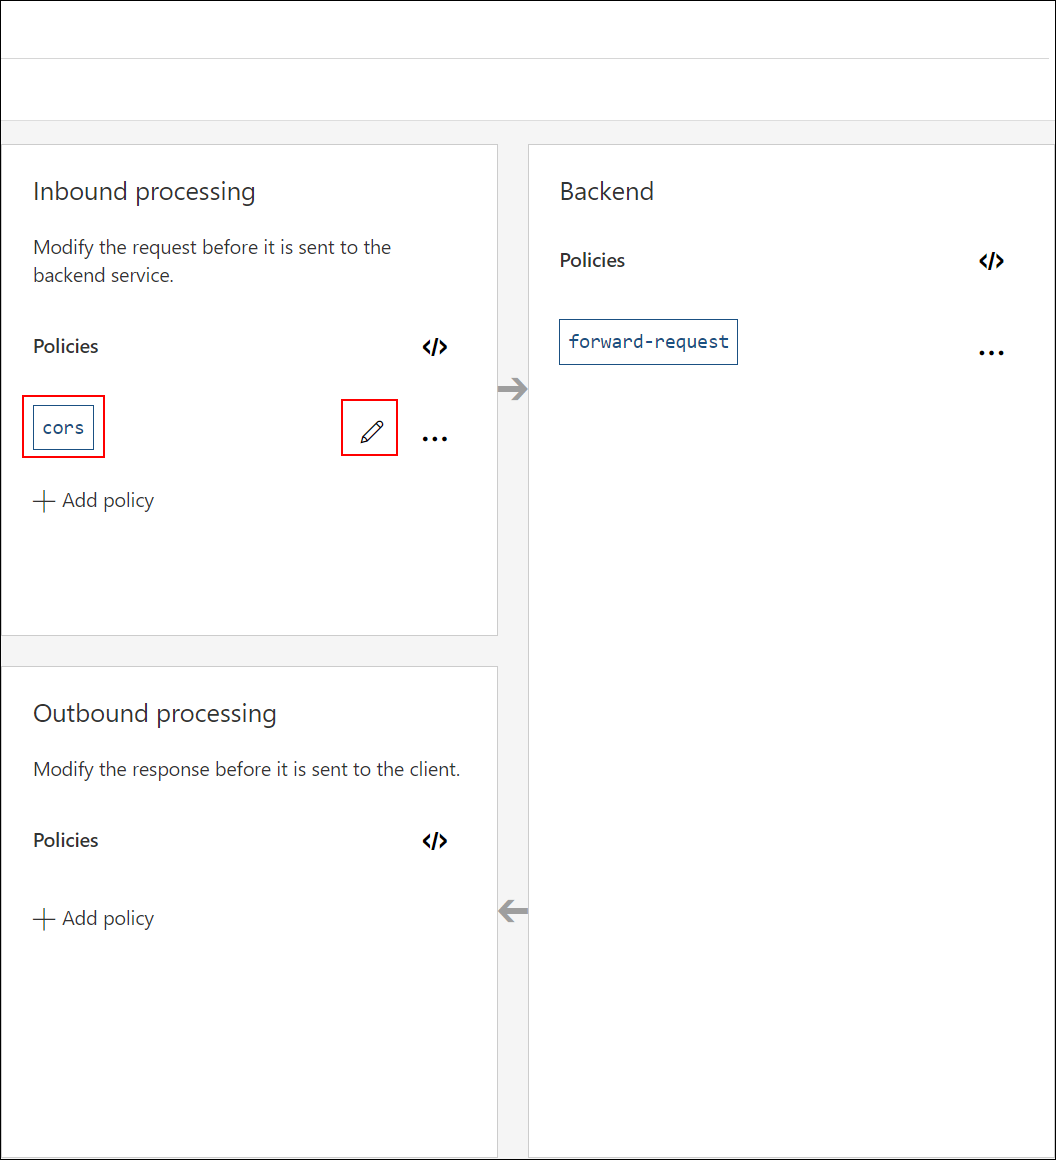 Inbound processing
Modify the request before it is sent to the
backend service.
Policies
</>
cors
...
Add policy
Outbound processing
Modify the response before it is sent to the client.
Policies
</>
Add policy
Backend
Policies
</>
forward-request
...